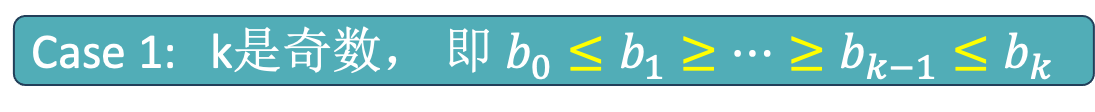 Case 1: k是奇数， 即 b₀ ≤ b₁ ≥ ⋯ ≥ bₖ₋₁ ≤ bₖ